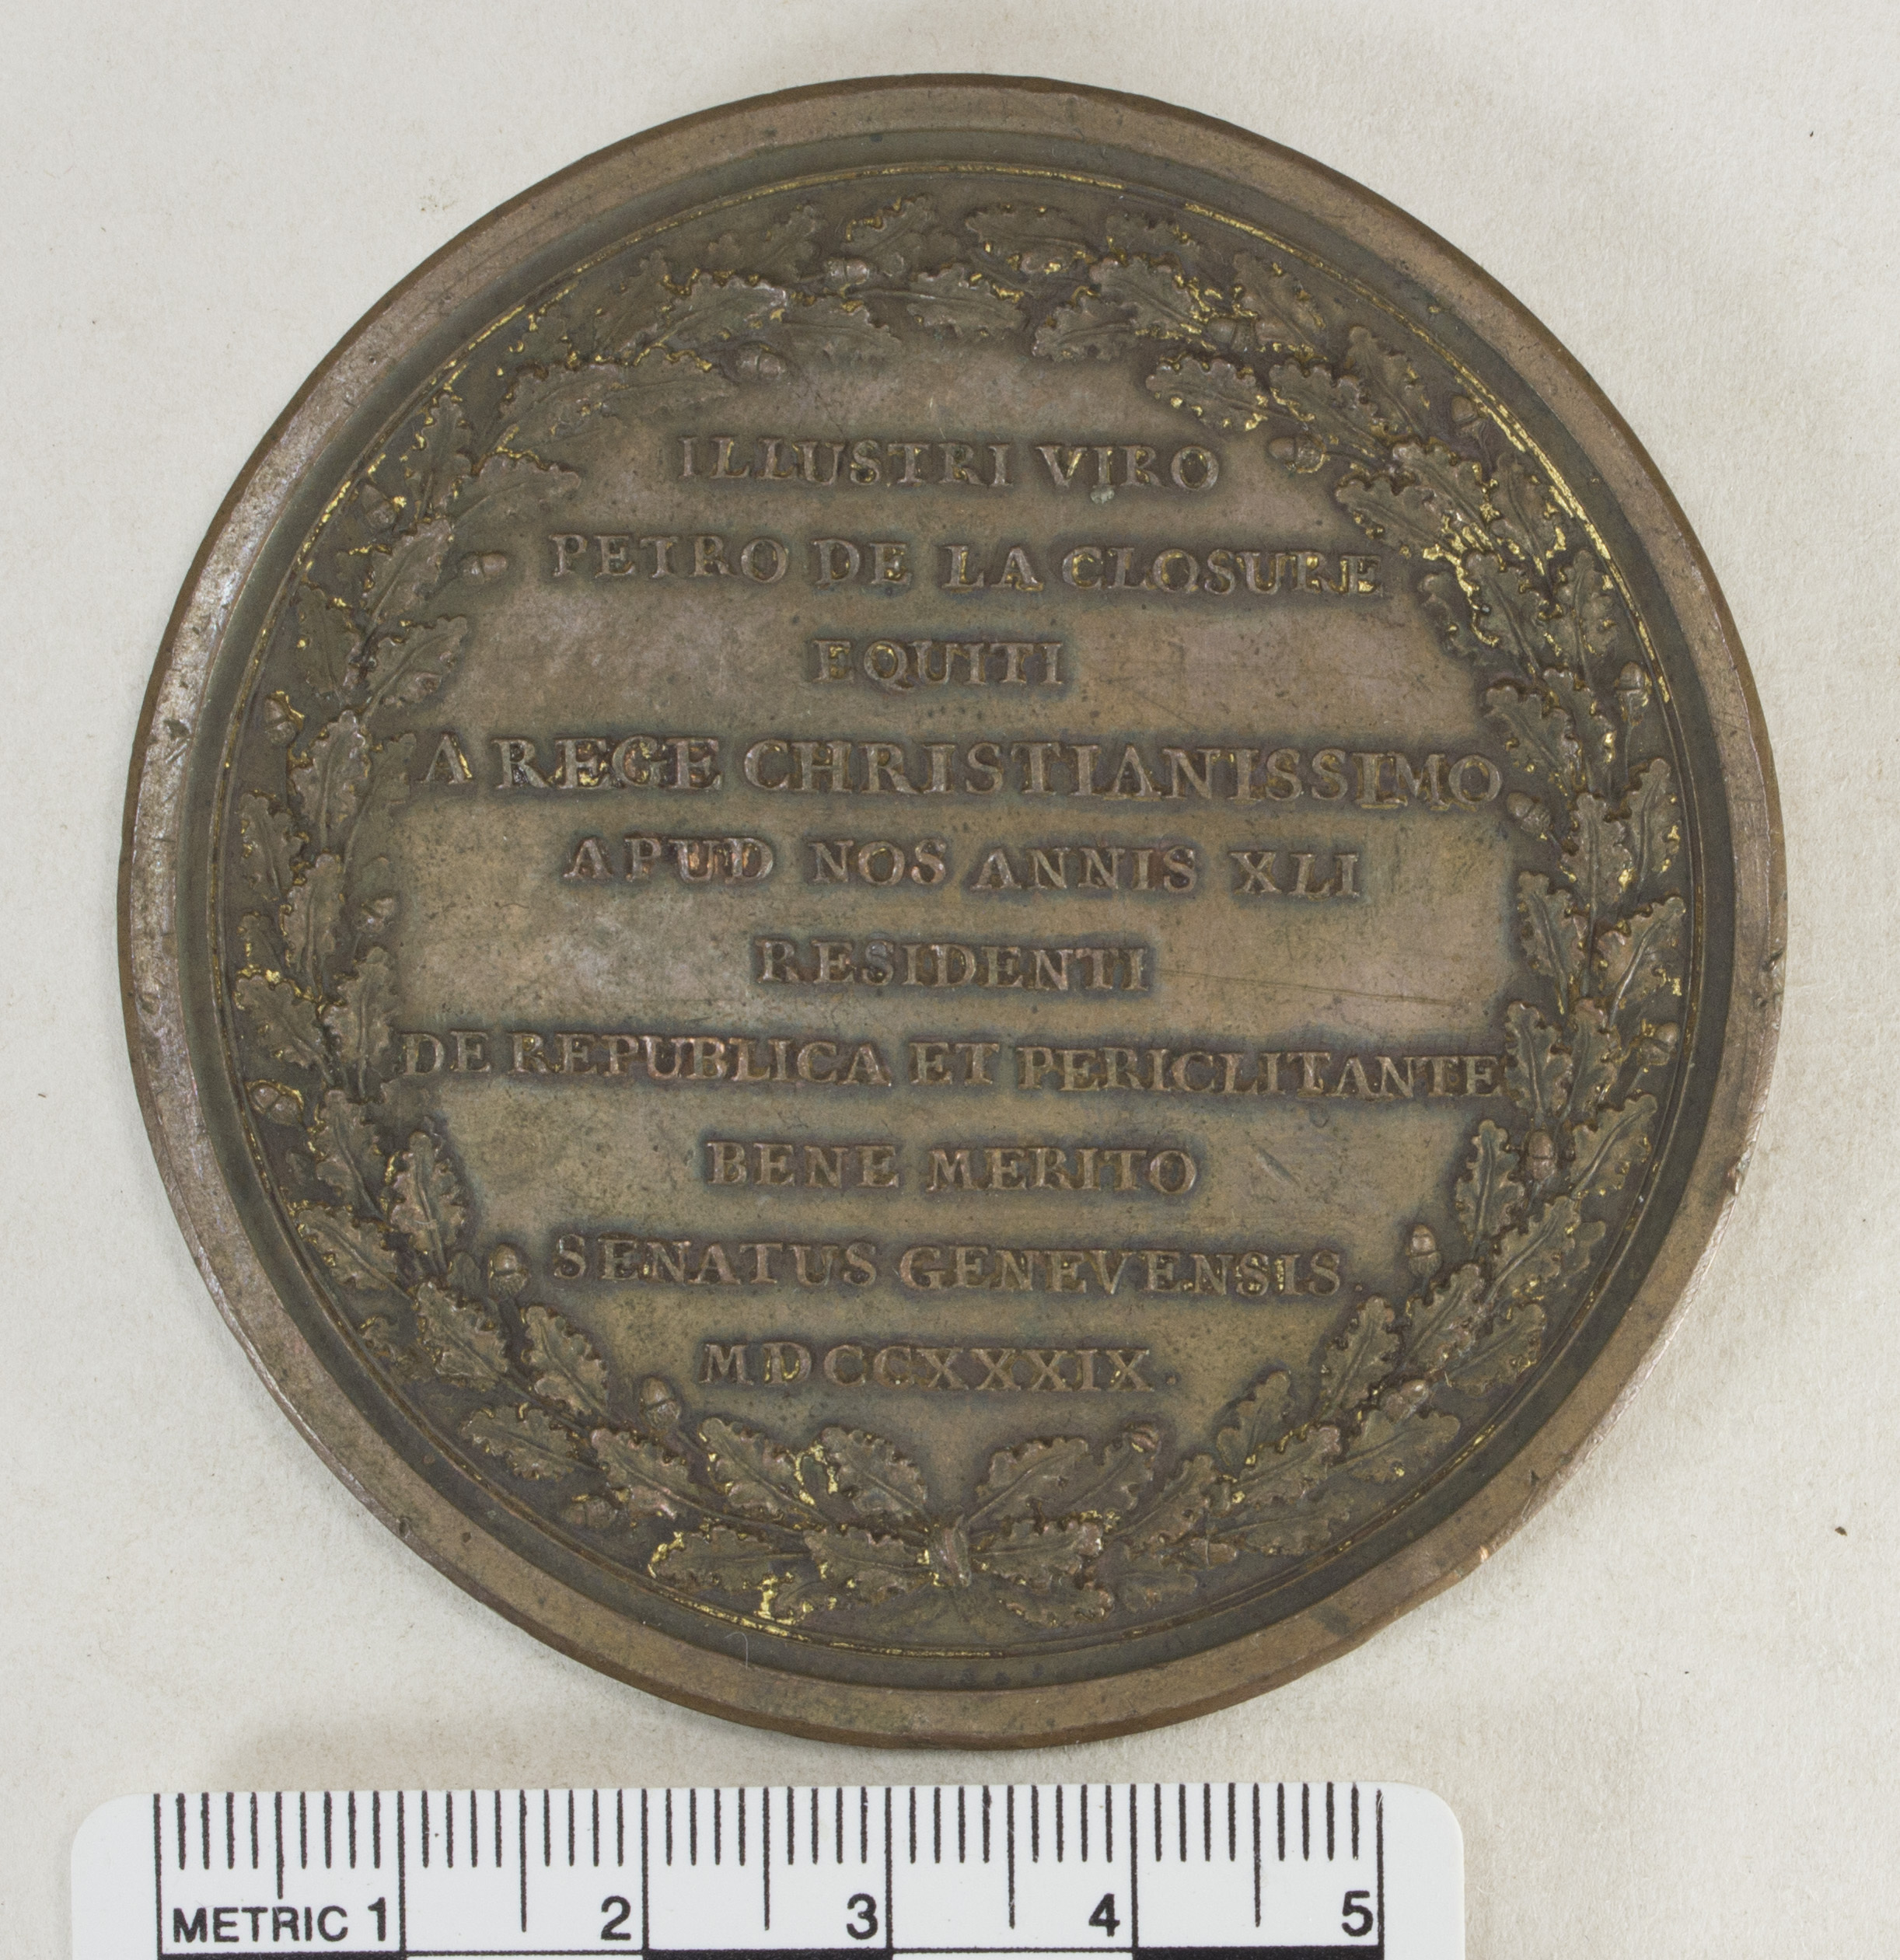 ILLUSTRI VIRO
PETRO DE LA CLOSURE
EQUITI
A REGE CHRISTIANISSIMO
APUD NOS ANNIS XLI
RESIDENTI
DE REPUBLICA ET PERICLITANTE
BENE MERITO
SENATUS GENEVENSIS.
MDCCXXXIX.
METRIC 1 2 3 4 5